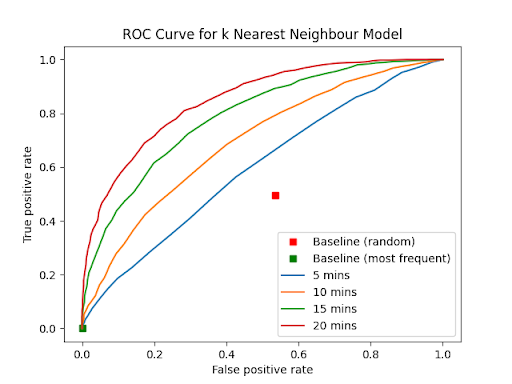 ROC Curve for k Nearest Neighbour Model
True positive rate
1.0
0.8
0.6
0.4
0.2
0.0
Baseline (random)
Baseline (most frequent)
5 mins
10 mins
15 mins
20 mins
0.0 0.2 0.4 0.6 0.8 1.0
False positive rate